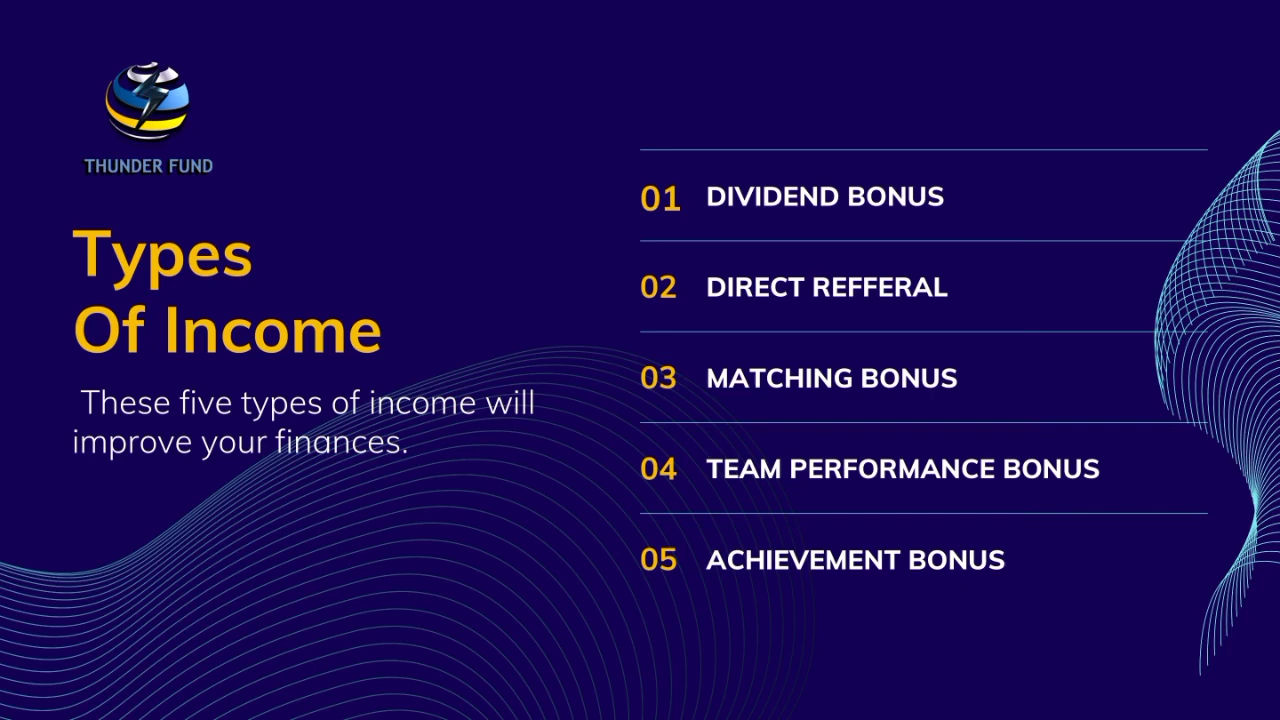 THUNDER FUND
Types
Of Income
These five types of income will
improve your finances.
01 DIVIDEND BONUS
02 DIRECT REFFERAL
03 MATCHING BONUS
04 TEAM PERFORMANCE BONUS
05 ACHIEVEMENT BONUS